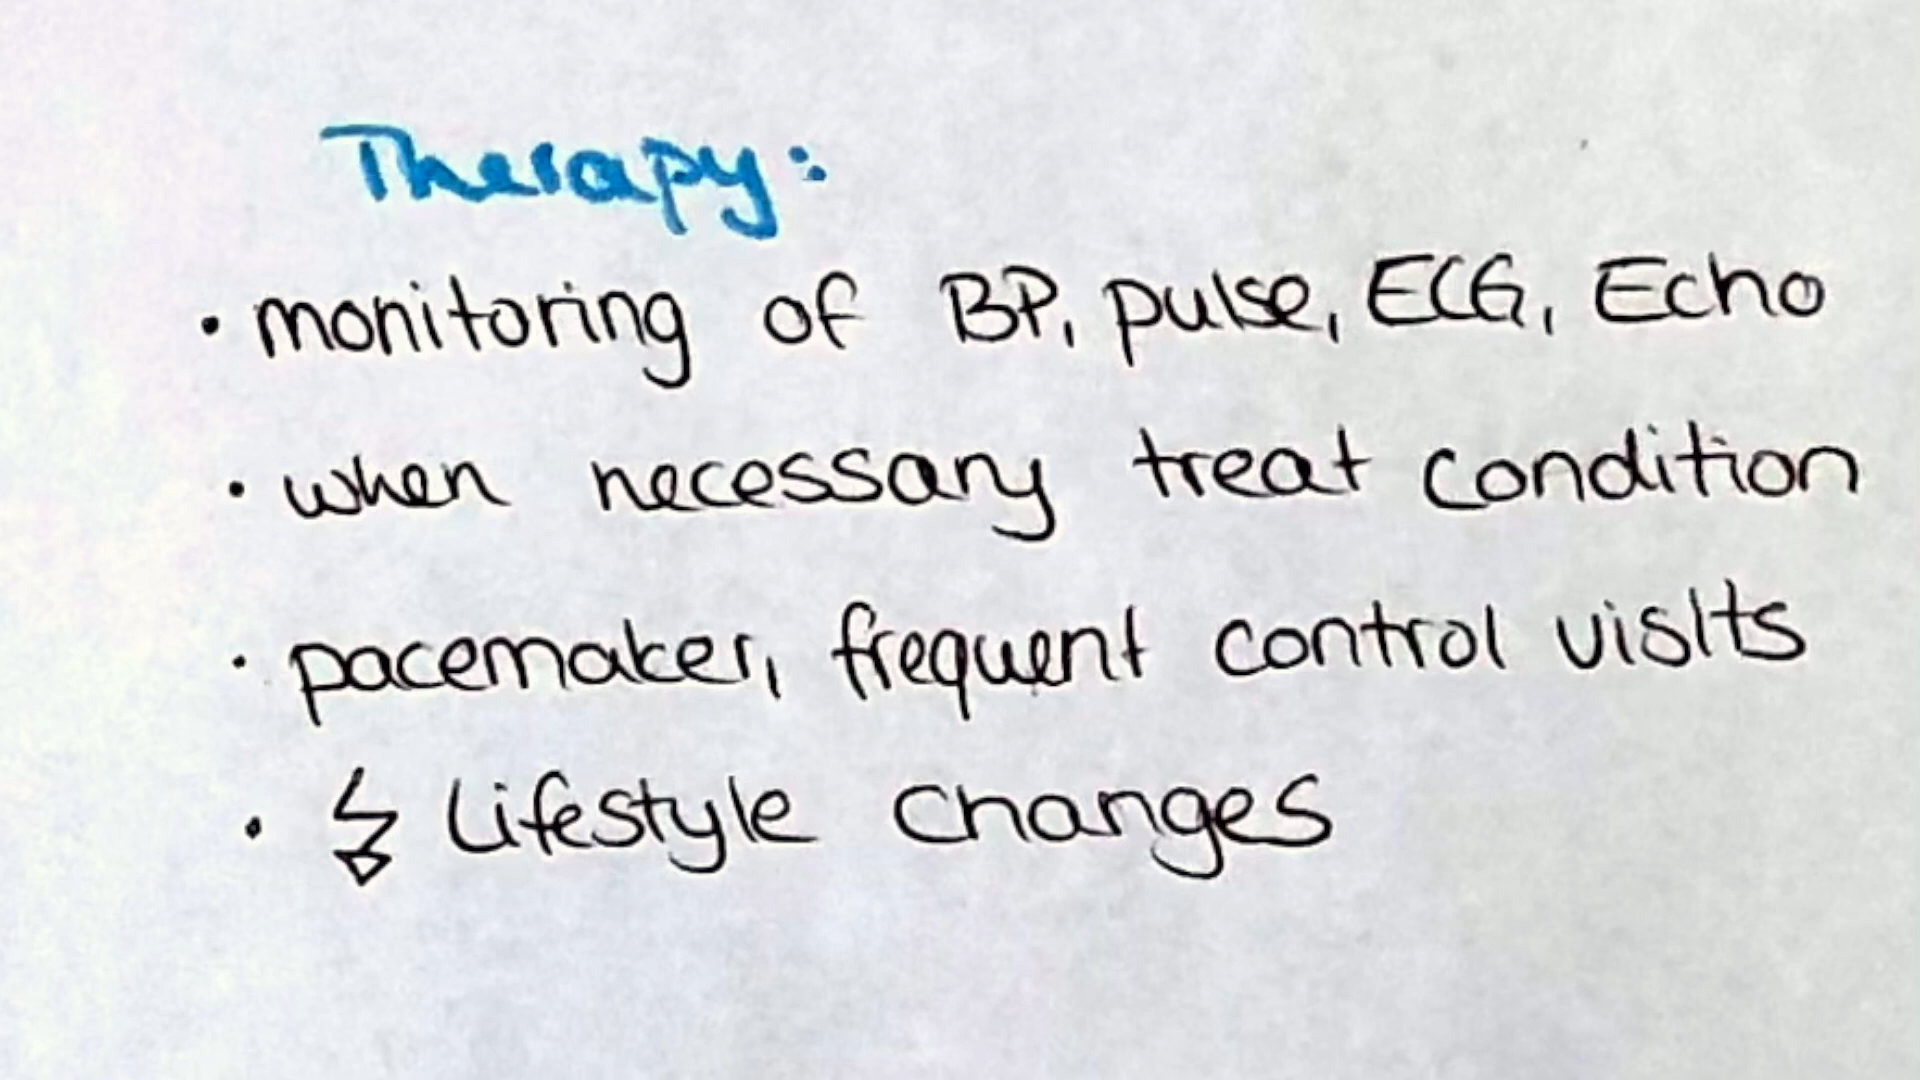 Therapy:
• monitoring of BP, pulse, ECG, Echo
• when necessary treat condition
• pacemaker, frequent control visits
• ↯ Lifestyle changes